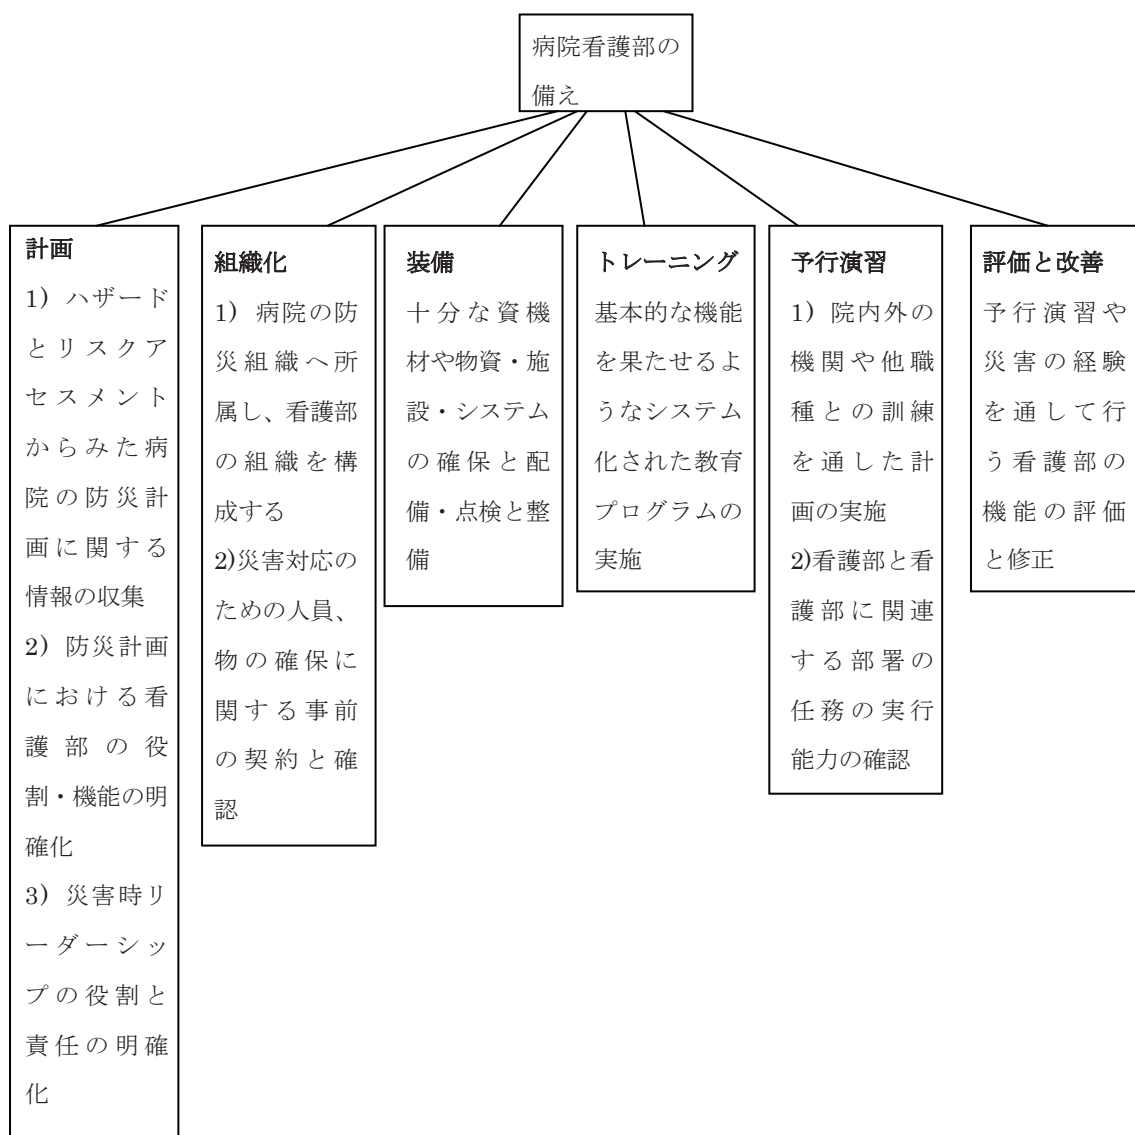 病院看護部の
備え
計画
1) ハザード
とリスクア
セスメント
からみた病
院の防災計
画に関する
情報の収集
2) 防災計画
における看
護部の役
割・機能の明
確化
3) 災害時リ
ーダーシッ
プの役割と
責任の明確
化
組織化
1) 病院の防
災組織へ所
属し、看護部
の組織を構
成する
2)災害対応の
ための人員、
物の確保に
関する事前
の契約と確
認
装備
十分な資機
材や物資・施
設・システム
の確保と配
備・点検と整
備
トレーニング
基本的な機能
を果たせるよ
うなシステム
化された教育
プログラムの
実施
予行演習
1) 院内外の
機関や他職
種との訓練
を通した計
画の実施
2)看護部と看
護部に関連
する部署の
任務の実行
能力の確認
評価と改善
予行演習や
災害の経験
を通して行
う看護部の
機能の評価
と修正